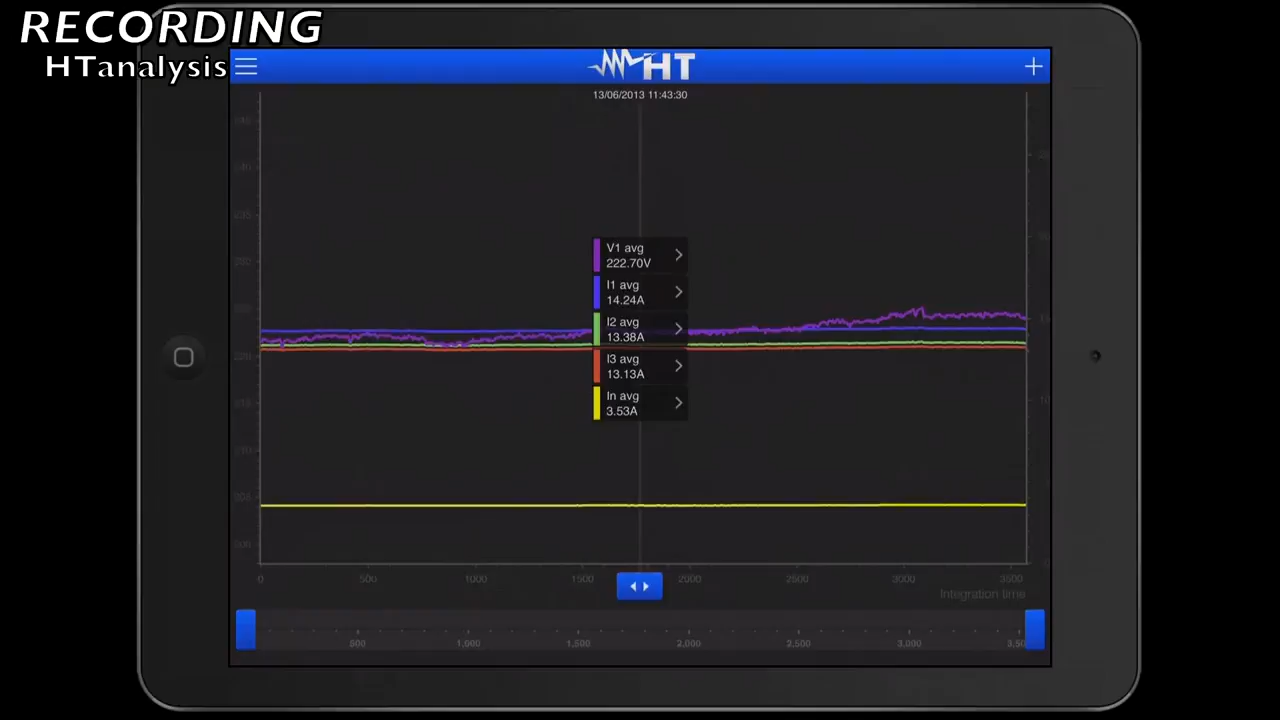 RECORDING
HTanalysis
HT
13/06/2013 11:43:30
V1 avg
222.70V
I1 avg
14.24A
I2 avg
13.38A
I3 avg
13.13A
In avg
3.53A
0 500 1000 1500 2000 2500 3000 3500
Integration time
500 1,000 1,500 2,000 2,500 3,000